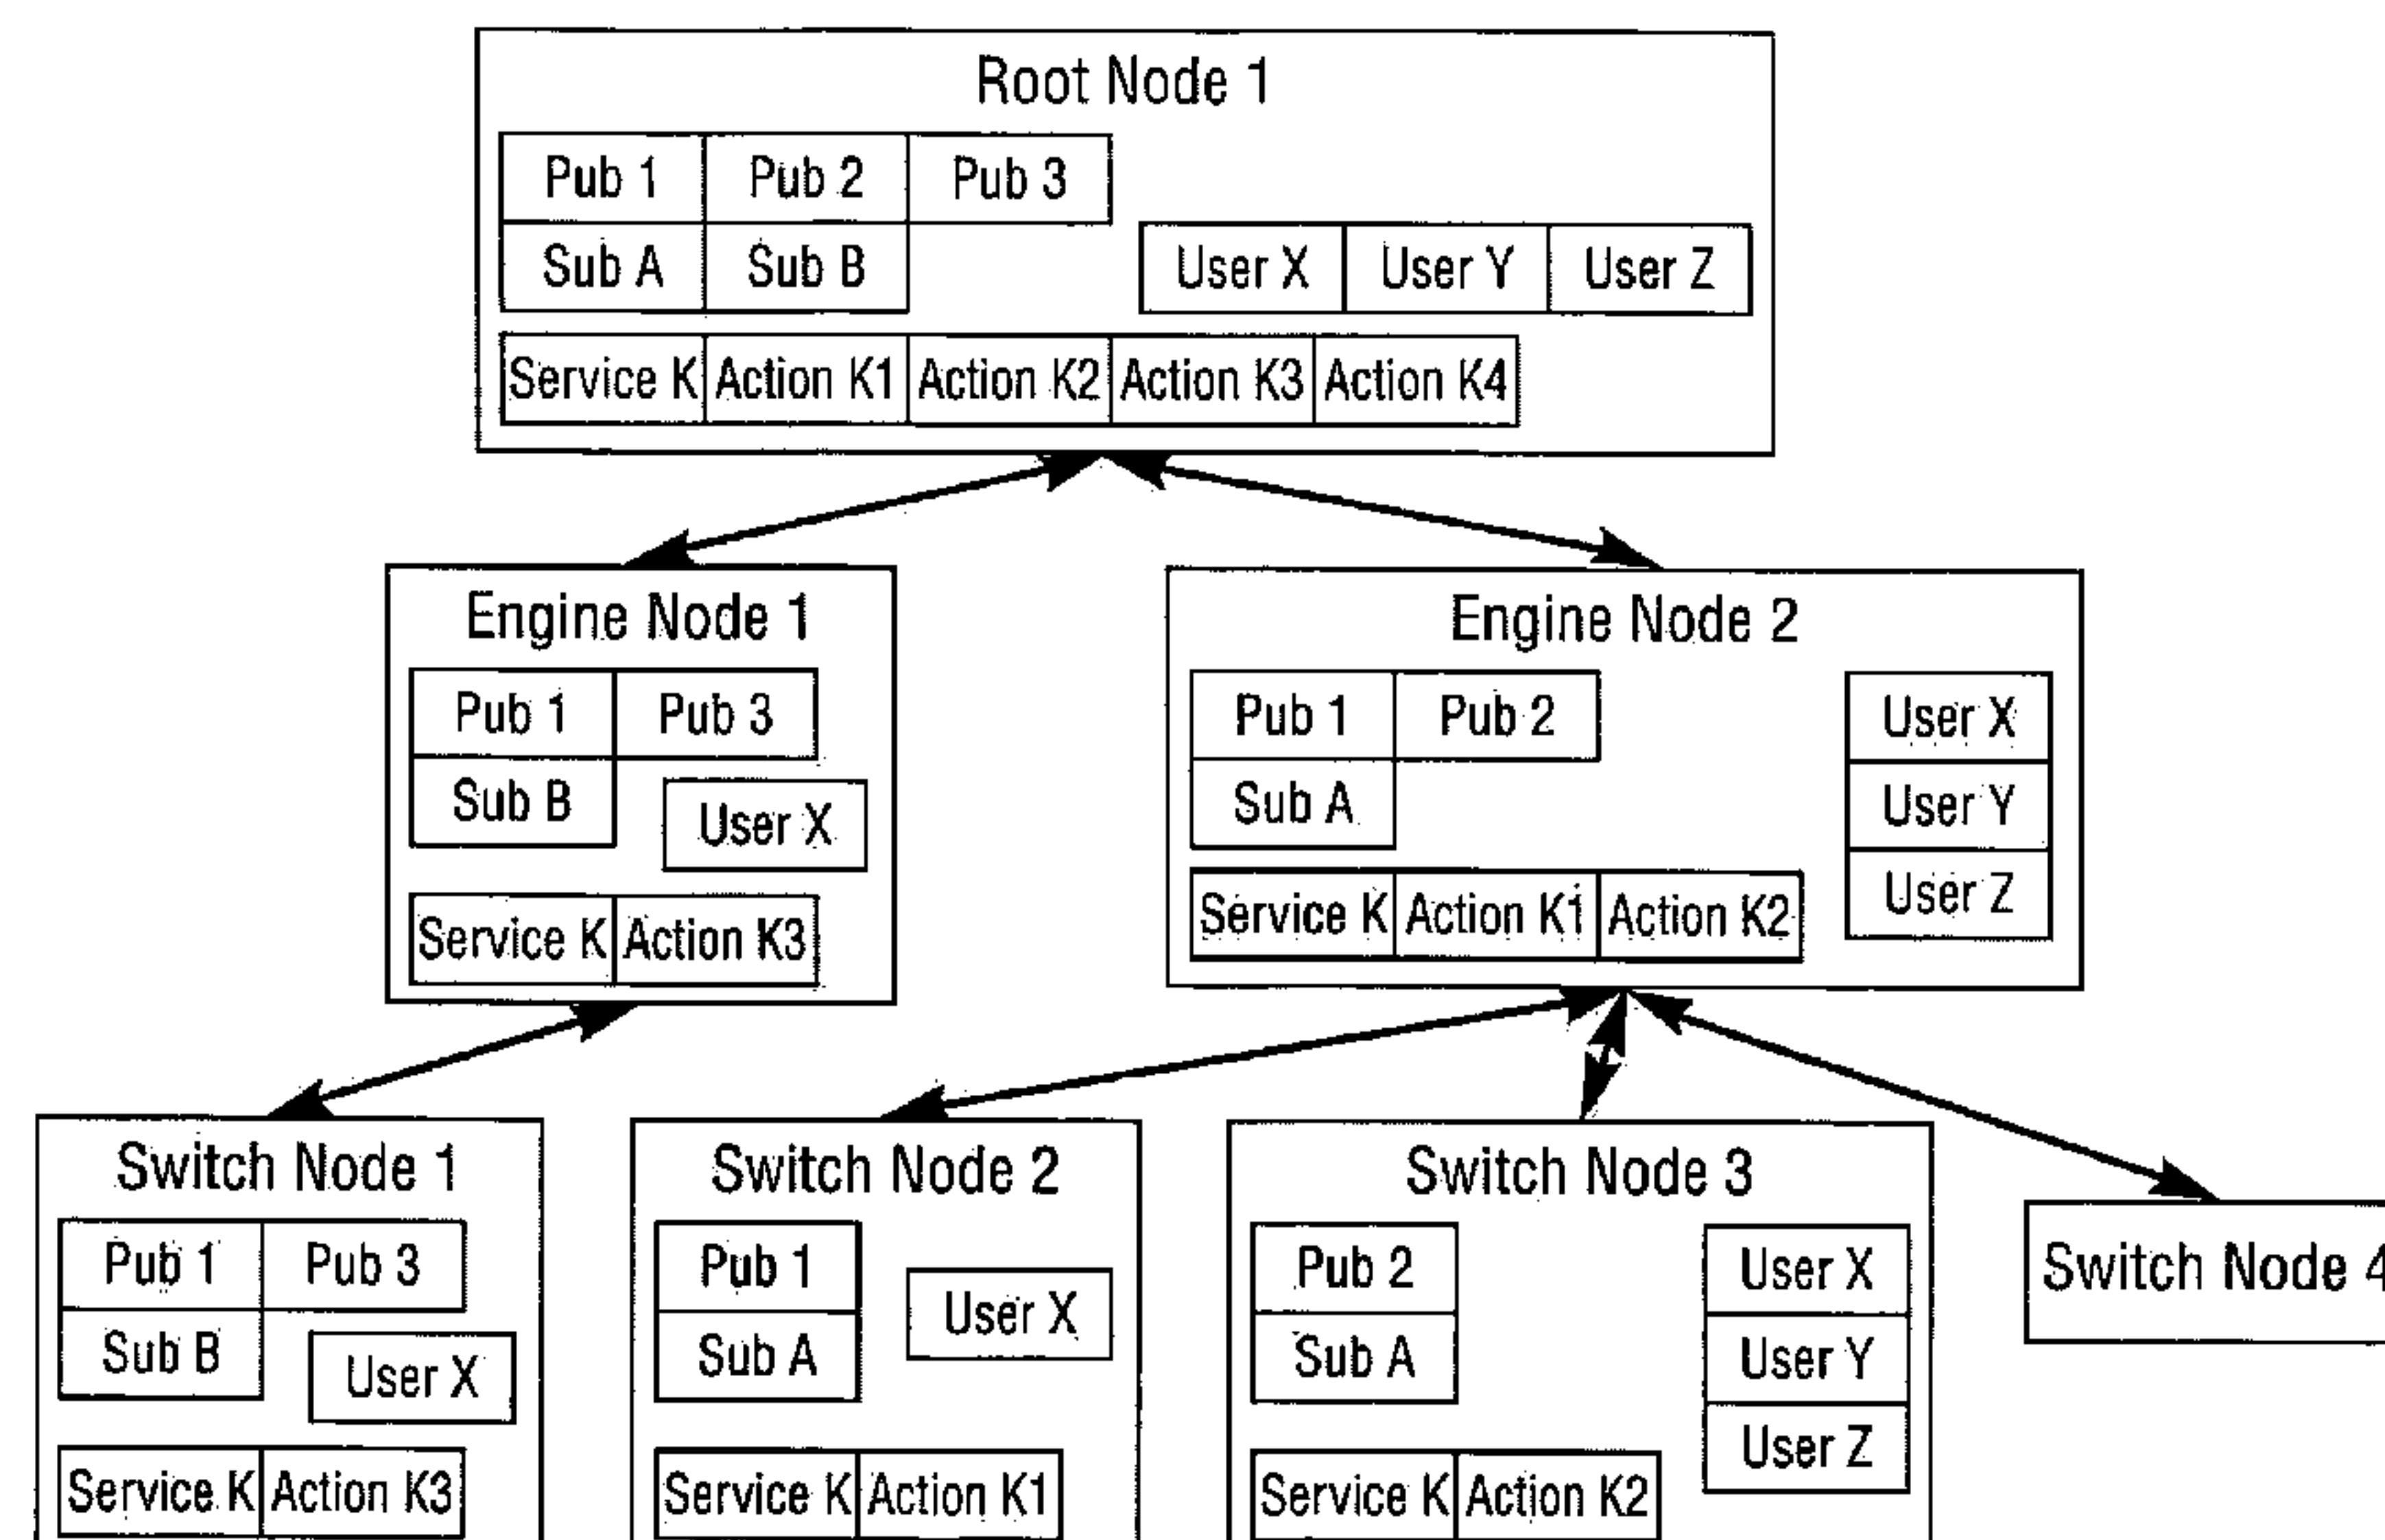 Root Node 1
Pub 1 Pub 2 Pub 3
Sub A Sub B
User X User Y User Z
Service K Action K1 Action K2 Action K3 Action K4
Engine Node 1
Pub 1 Pub 3
Sub B
User X
Service K Action K3
Engine Node 2
Pub 1 Pub 2
Sub A
User X
User Y
User Z
Service K Action K1 Action K2
Switch Node 1
Pub 1 Pub 3
Sub B
User X
Service K Action K3
Switch Node 2
Pub 1
Sub A
User X
Service K Action K1
Switch Node 3
Pub 2
Sub A
User X
User Y
User Z
Service K Action K2
Switch Node 4